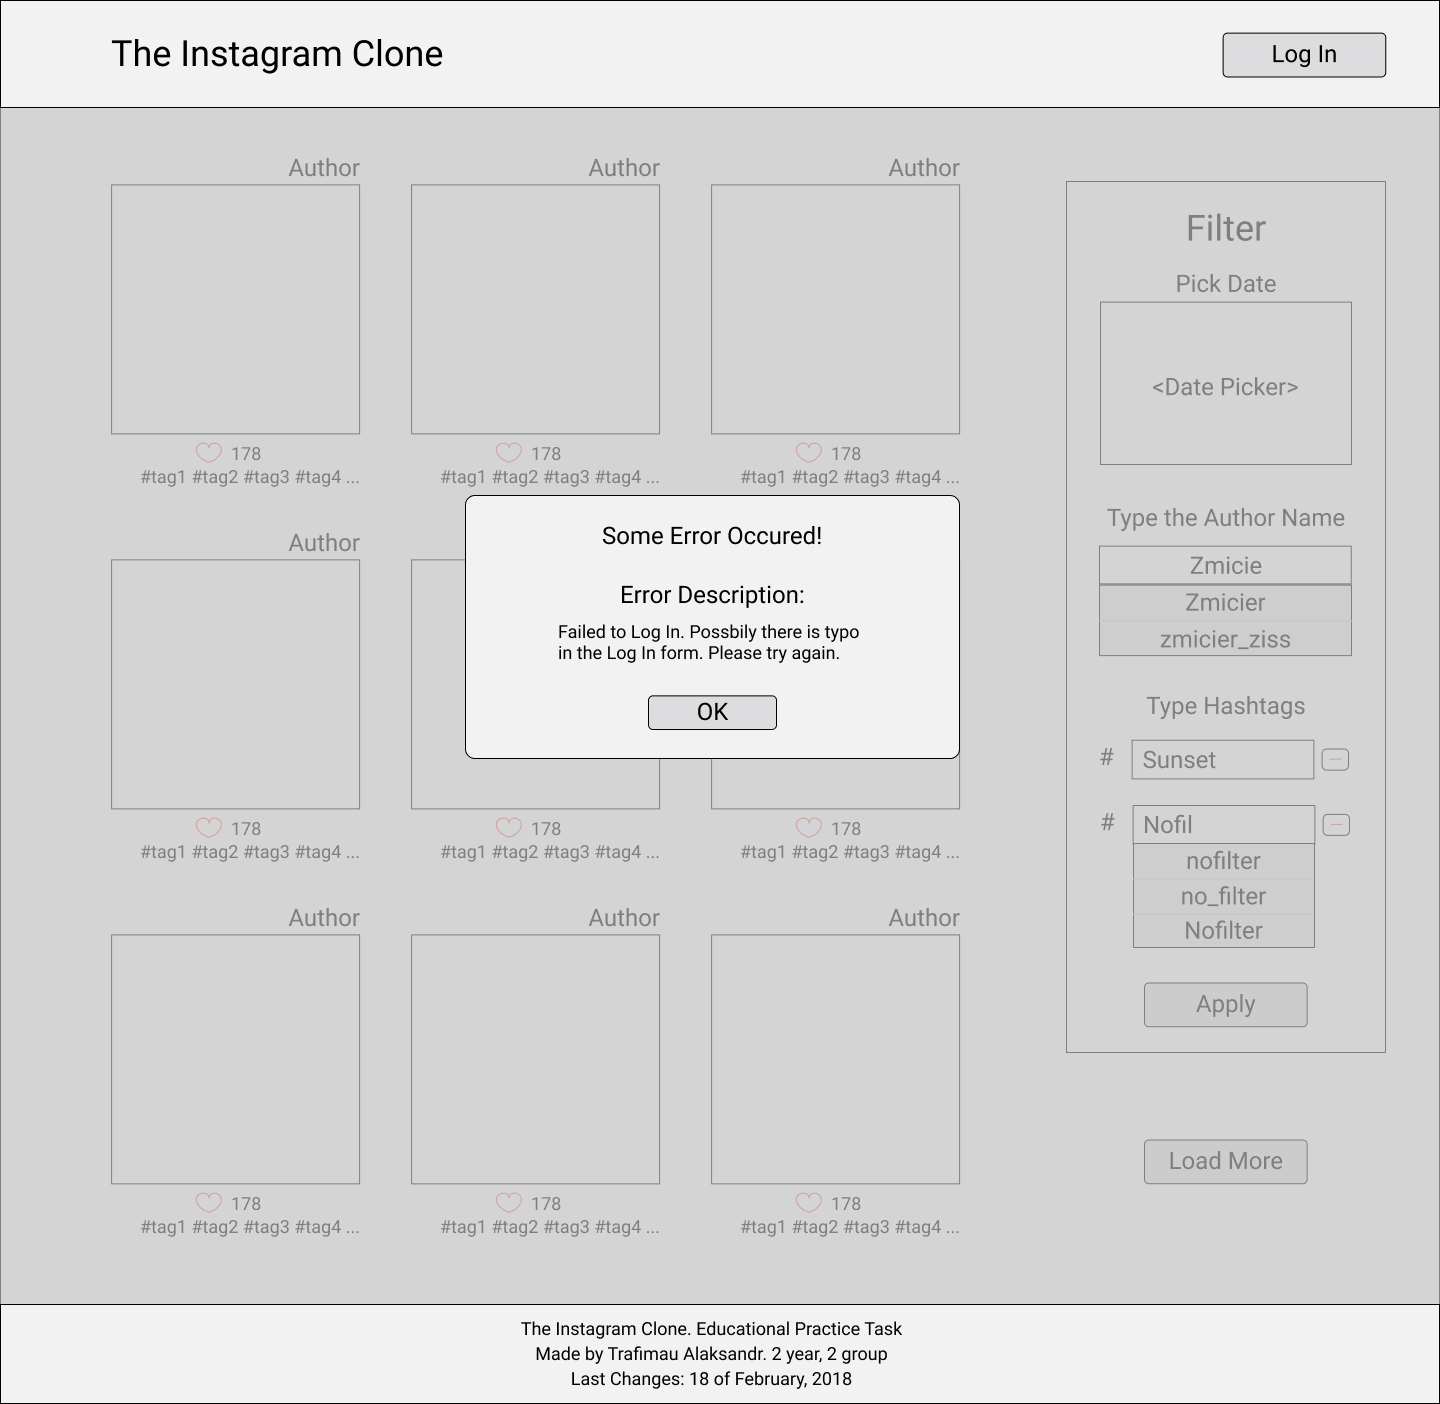 The Instagram Clone
Log In
Author
Author
Author
178
178
178
#tag1 #tag2 #tag3 #tag4 ...
#tag1 #tag2 #tag3 #tag4 ...
#tag1 #tag2 #tag3 #tag4 ...
Author
Some Error Occured!
Error Description:
Failed to Log In. Possbily there is typo
in the Log In form. Please try again.
OK
178
178
178
#tag1 #tag2 #tag3 #tag4 ...
#tag1 #tag2 #tag3 #tag4 ...
#tag1 #tag2 #tag3 #tag4 ...
Author
Author
Author
178
178
178
#tag1 #tag2 #tag3 #tag4 ...
#tag1 #tag2 #tag3 #tag4 ...
#tag1 #tag2 #tag3 #tag4 ...
Filter
Pick Date
<Date Picker>
Type the Author Name
Zmicie
Zmicier
zmicier_ziss
Type Hashtags
# Sunset
# Nofil
nofilter
no_filter
Nofilter
Apply
Load More
The Instagram Clone. Educational Practice Task
Made by Trafimau Alaksandr. 2 year, 2 group
Last Changes: 18 of February, 2018